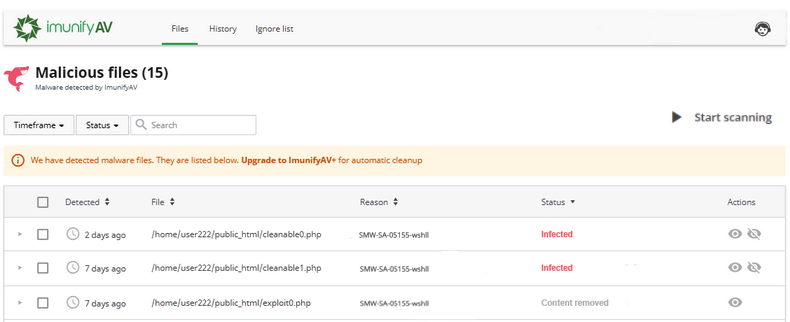 imunifyAV
Files History Ignore list
Malicious files (15)
Malware detected by ImunifyAV
Timeframe Status Search Start scanning
We have detected malware files. They are listed below. Upgrade to ImunifyAV+ for automatic cleanup
Detected File Reason Status Actions
2 days ago /home/user222/public_html/cleanable0.php SMW-SA-05155-wshll Infected
7 days ago /home/user222/public_html/cleanable1.php SMW-SA-05155-wshll Infected
7 days ago /home/user222/public_html/exploit0.php SMW-SA-05155-wshll Content removed